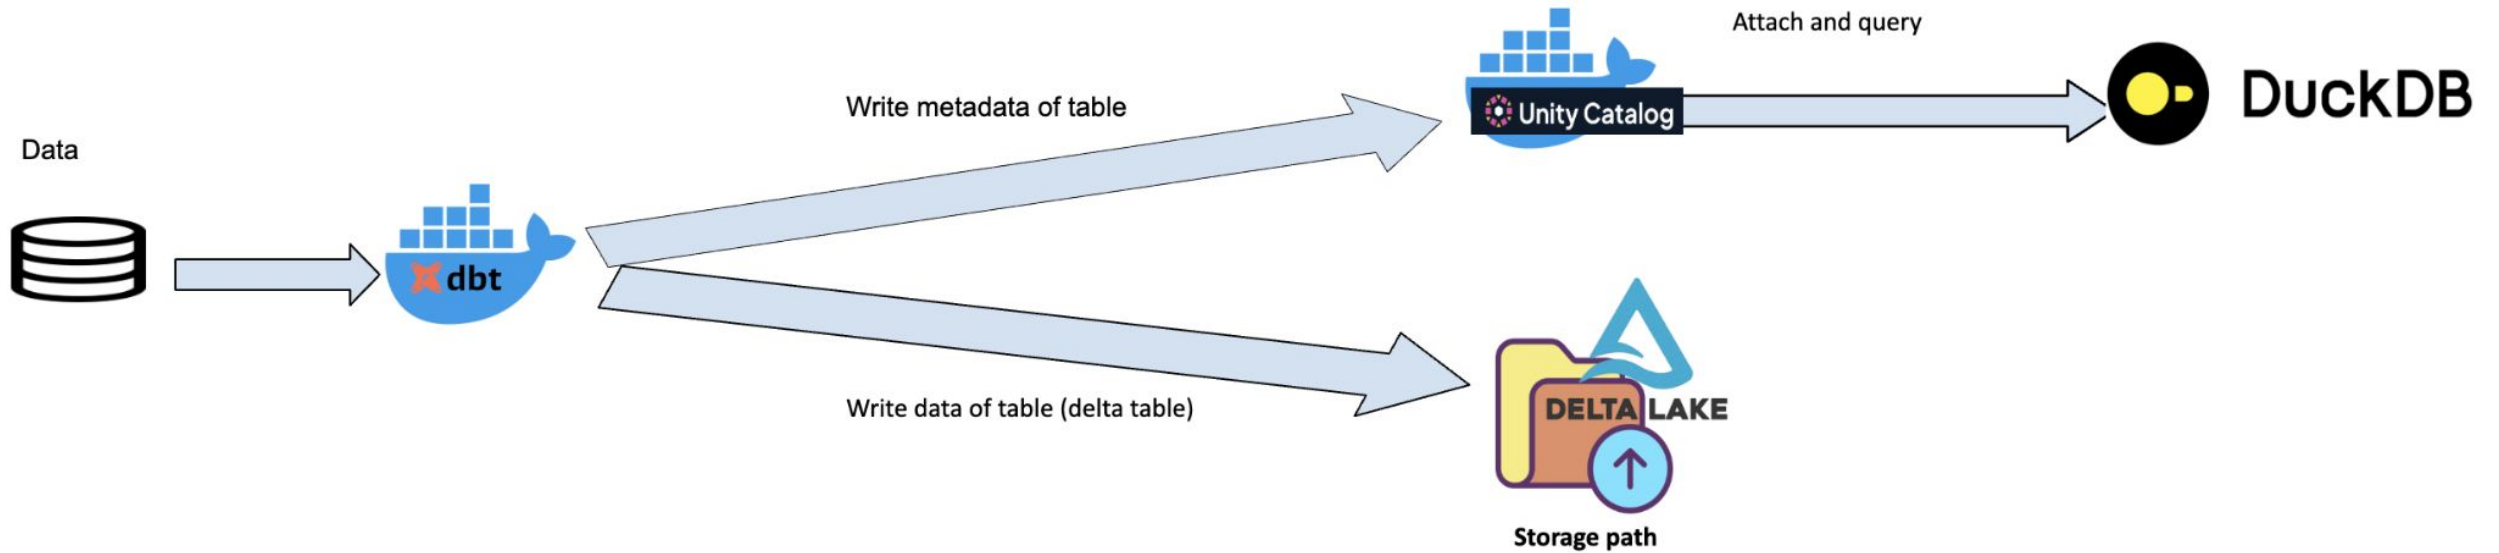 Data
dbt
Write metadata of table
Write data of table (delta table)
Unity Catalog
Attach and query
DuckDB
DELTA LAKE
Storage path